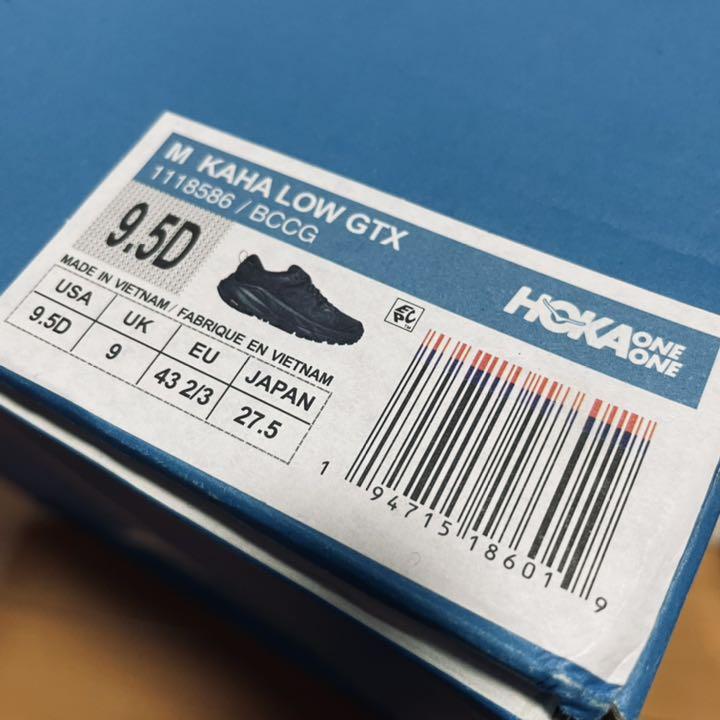 M KAHA LOW GTX
1118586 / BCCG
9.5D
HOKA ONE ONE
MADE IN VIETNAM / FABRIQUE EN VIETNAM
USA UK EU JAPAN
9.5D 9 43 2/3 27.5
1 94715 18601 9